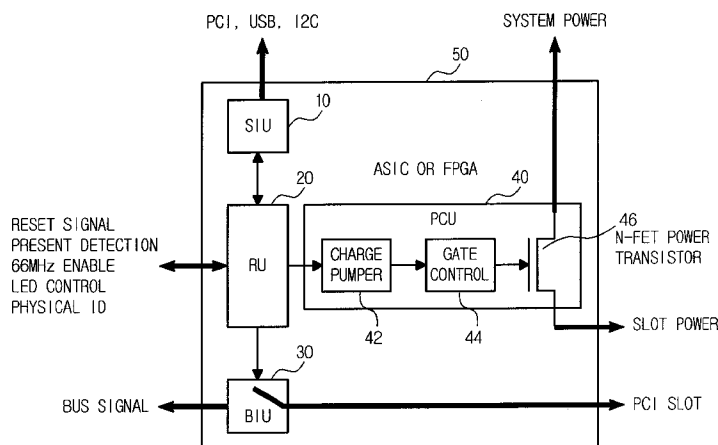 PCI, USB, I2C
SYSTEM POWER
50
10
SIU
ASIC OR FPGA
20
40
PCU
46
N-FET POWER
TRANSISTOR
RESET SIGNAL
PRESENT DETECTION
66MHz ENABLE
LED CONTROL
PHYSICAL ID
RU
CHARGE
PUMPER
GATE
CONTROL
42
44
SLOT POWER
30
BUS SIGNAL
BIU
PCI SLOT